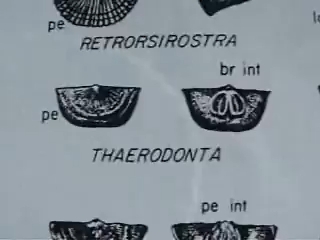 pe
RETRORSIROSTRA
br int
pe
THAERODONTA
pe int